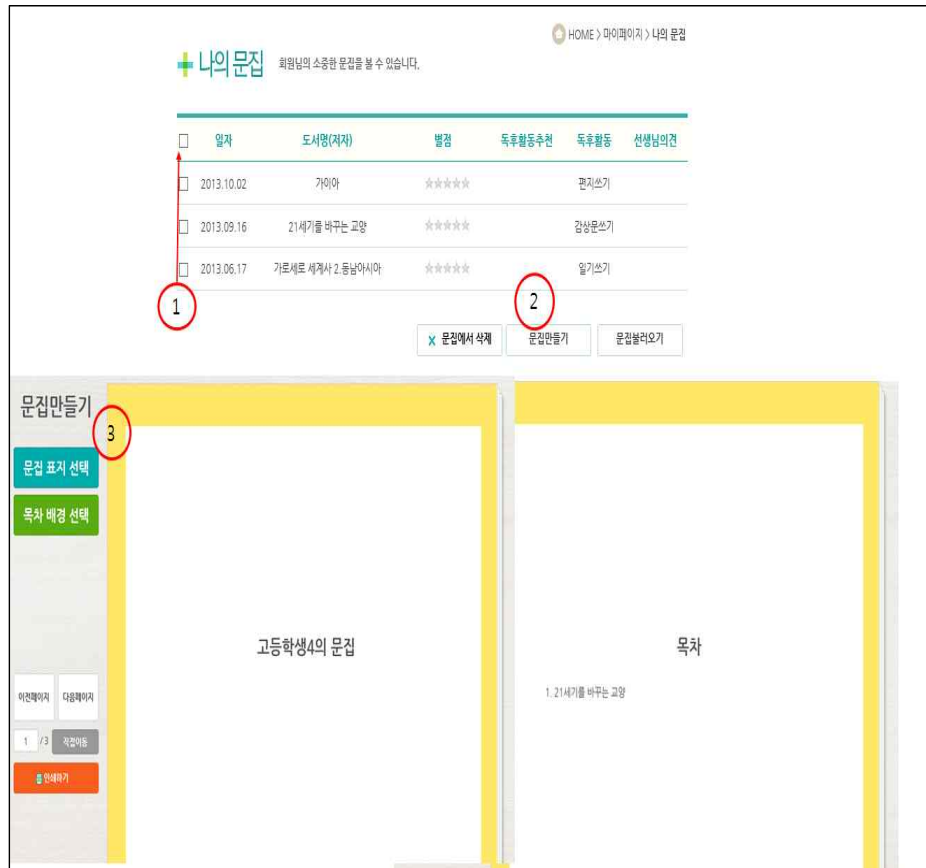 HOME > 마이페이지 > 나의 문집
나의 문집 회원님의 소중한 문집을 볼 수 있습니다.
일자 도서명(저자) 별점 독후활동추천 독후활동 선생님의견
2013.10.02 가이아 ☆☆☆☆☆ 편지쓰기
2013.09.16 21세기를 바꾸는 교양 ☆☆☆☆☆ 감상문쓰기
2013.06.17 가로세로 세계사 2.동남아시아 ☆☆☆☆☆ 일기쓰기
1
2
x 문집에서 삭제 문집만들기 문집불러오기
문집만들기
3
문집 표지 선택
목차 배경 선택
고등학생4의 문집
목차
1. 21세기를 바꾸는 교양
이전페이지 다음페이지
1 /3 직접이동
인쇄하기